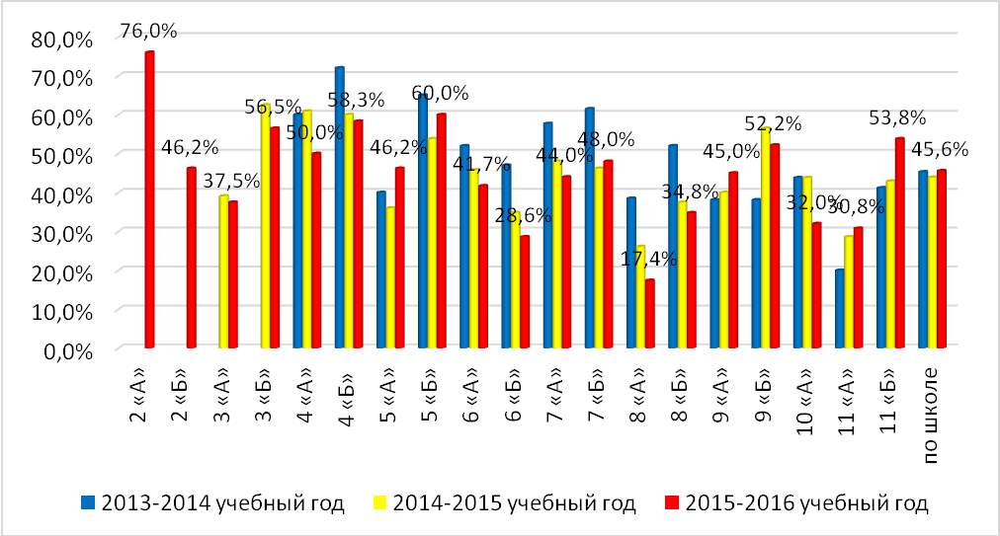 80,0%
70,0%
60,0%
50,0%
40,0%
30,0%
20,0%
10,0%
0,0%
76,0%
46,2%
37,5%
56,5%
50,0%
58,3%
46,2%
60,0%
41,7%
28,6%
44,0%
48,0%
17,4%
34,8%
45,0%
52,2%
32,0%
30,8%
53,8%
45,6%
2 «А»
2 «Б»
3 «А»
3 «Б»
4 «А»
4 «Б»
5 «А»
5 «Б»
6 «А»
6 «Б»
7 «А»
7 «Б»
8 «А»
8 «Б»
9 «А»
9 «Б»
10 «А»
11 «А»
11 «Б»
по школе
2013-2014 учебный год
2014-2015 учебный год
2015-2016 учебный год